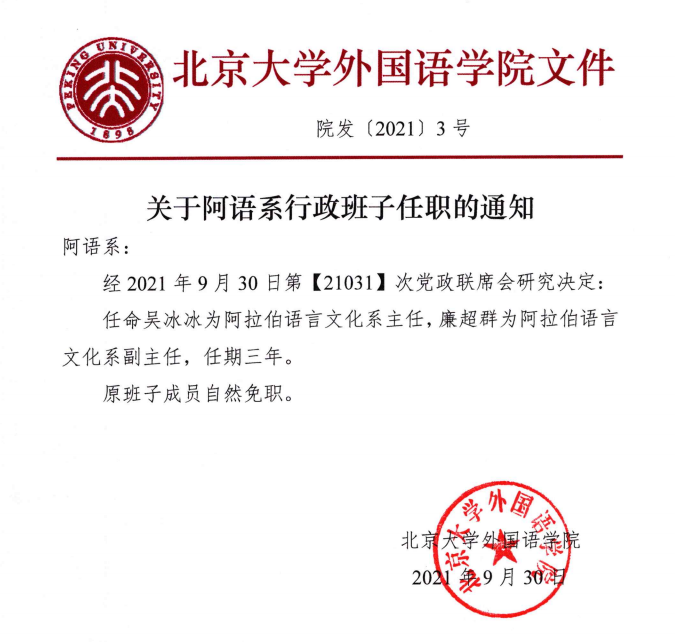 PEKING UNIVERSITY
1898
北京大学外国语学院文件
院发〔2021〕3 号
关于阿语系行政班子任职的通知
阿语系：
经 2021 年 9 月 30 日第【21031】次党政联席会研究决定：
任命吴冰冰为阿拉伯语言文化系主任，廉超群为阿拉伯语言
文化系副主任，任期三年。
原班子成员自然免职。
北京大学外国语学院
北京大学外国语学院
2021 年 9 月 30 日